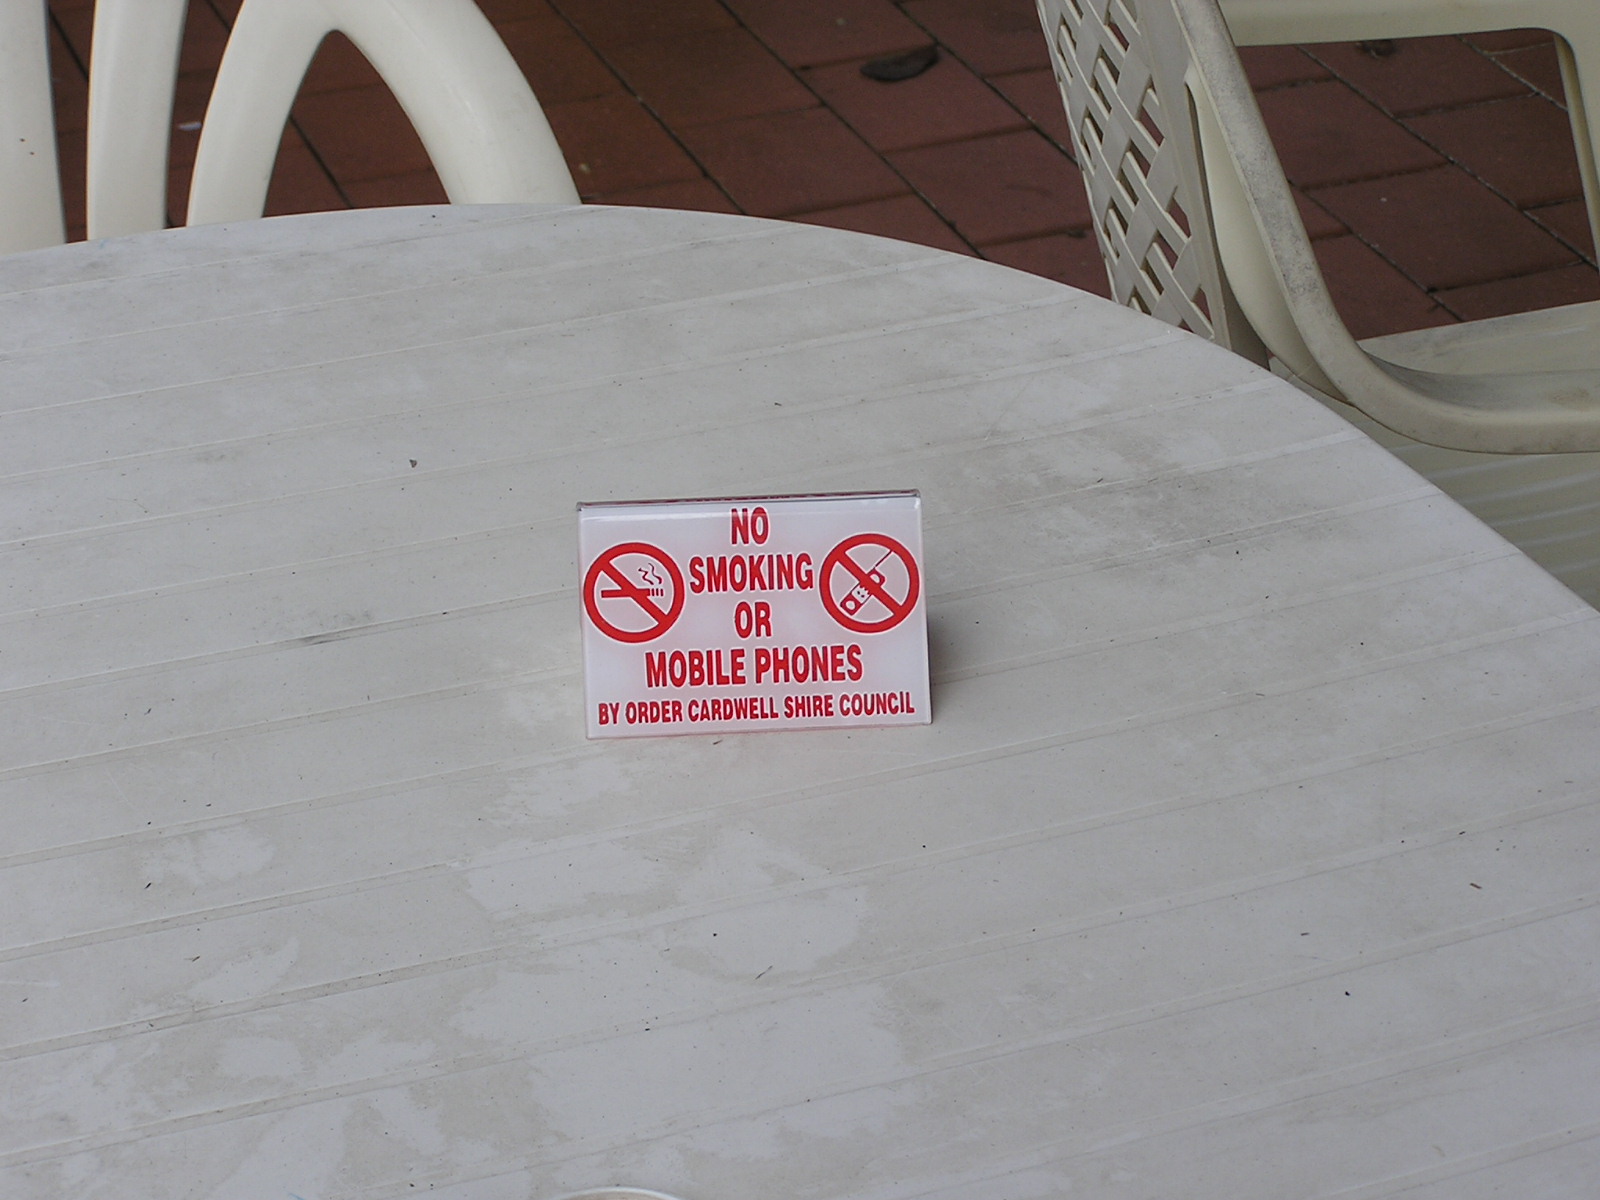 NO
SMOKING
OR
MOBILE PHONES
BY ORDER CARDWELL SHIRE COUNCIL